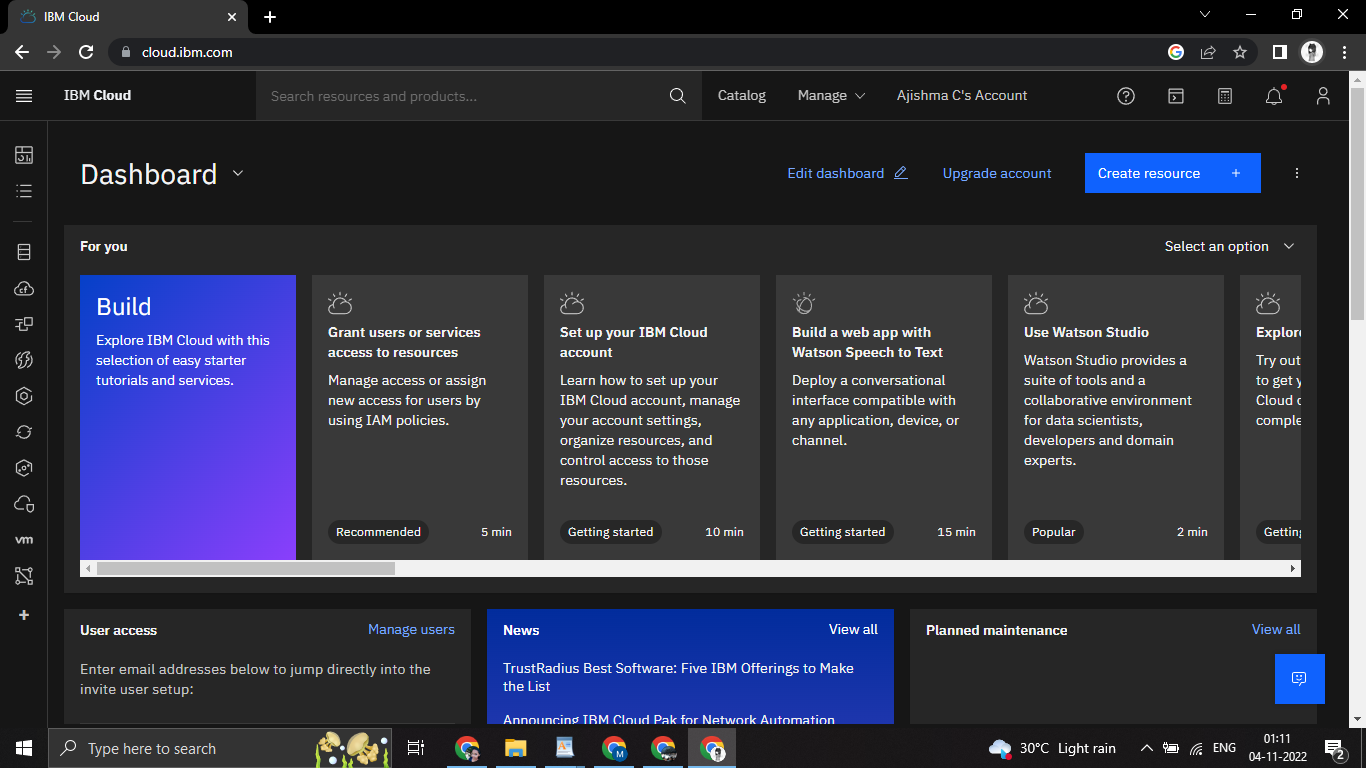 IBM Cloud
cloud.ibm.com
IBM Cloud
Search resources and products...
Catalog
Manage
Ajishma C's Account
Dashboard
Edit dashboard
Upgrade account
Create resource +
For you
Select an option
Build
Explore IBM Cloud with this
selection of easy starter
tutorials and services.
Grant users or services
access to resources
Manage access or assign
new access for users by
using IAM policies.
Recommended
5 min
Set up your IBM Cloud
account
Learn how to set up your
IBM Cloud account, manage
your account settings,
organize resources, and
control access to those
resources.
Getting started
10 min
Build a web app with
Watson Speech to Text
Deploy a conversational
interface compatible with
any application, device, or
channel.
Getting started
15 min
Use Watson Studio
Watson Studio provides a
suite of tools and a
collaborative environment
for data scientists,
developers and domain
experts.
Popular
2 min
Explore
Try out
to get y
Cloud c
comple
Getting
cf
vm
User access
Manage users
Enter email addresses below to jump directly into the
invite user setup:
News
View all
TrustRadius Best Software: Five IBM Offerings to Make
the List
Announcing IBM Cloud Pak for Network Automation
Planned maintenance
View all
Type here to search
M
30°C Light rain
ENG
01:11
04-11-2022
2